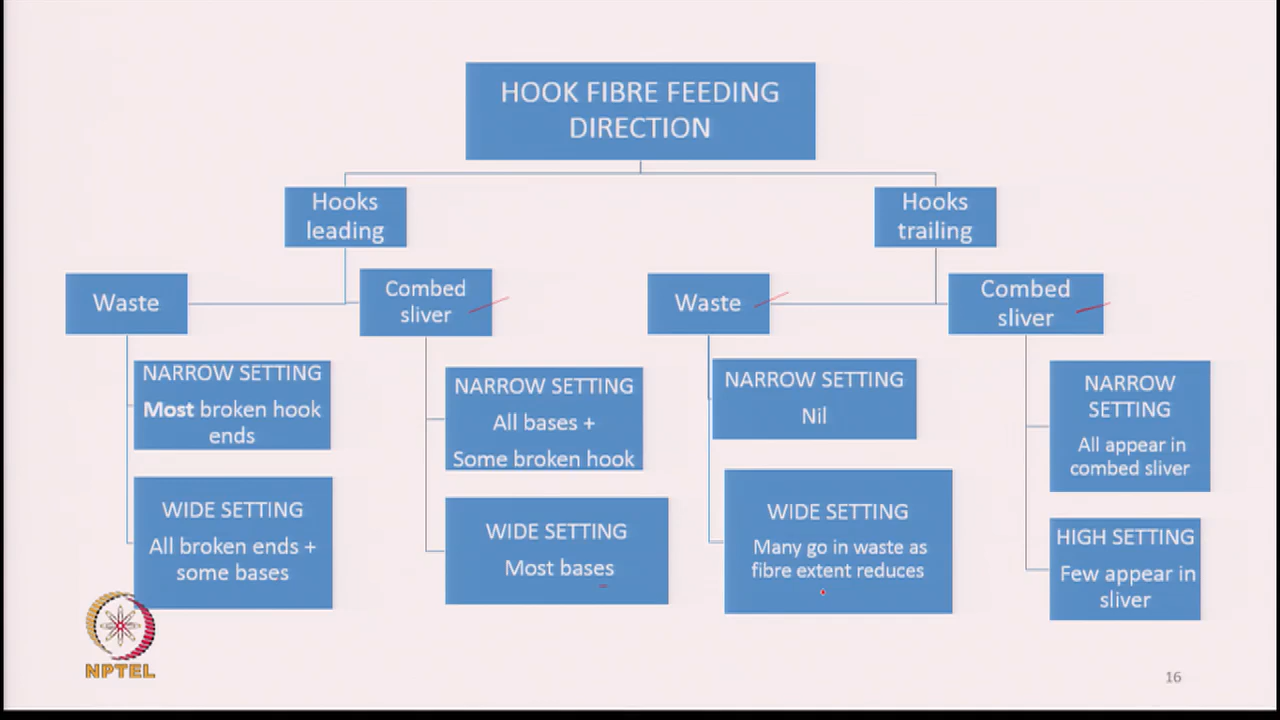 HOOK FIBRE FEEDING
DIRECTION
Hooks
leading
Hooks
trailing
Waste
Combed
sliver
Waste
Combed
sliver
NARROW SETTING
Most broken hook
ends
NARROW SETTING
All bases +
Some broken hook
NARROW SETTING
Nil
NARROW
SETTING
All appear in
combed sliver
WIDE SETTING
All broken ends +
some bases
WIDE SETTING
Most bases
WIDE SETTING
Many go in waste as
fibre extent reduces
HIGH SETTING
Few appear in
sliver
NPTEL
16